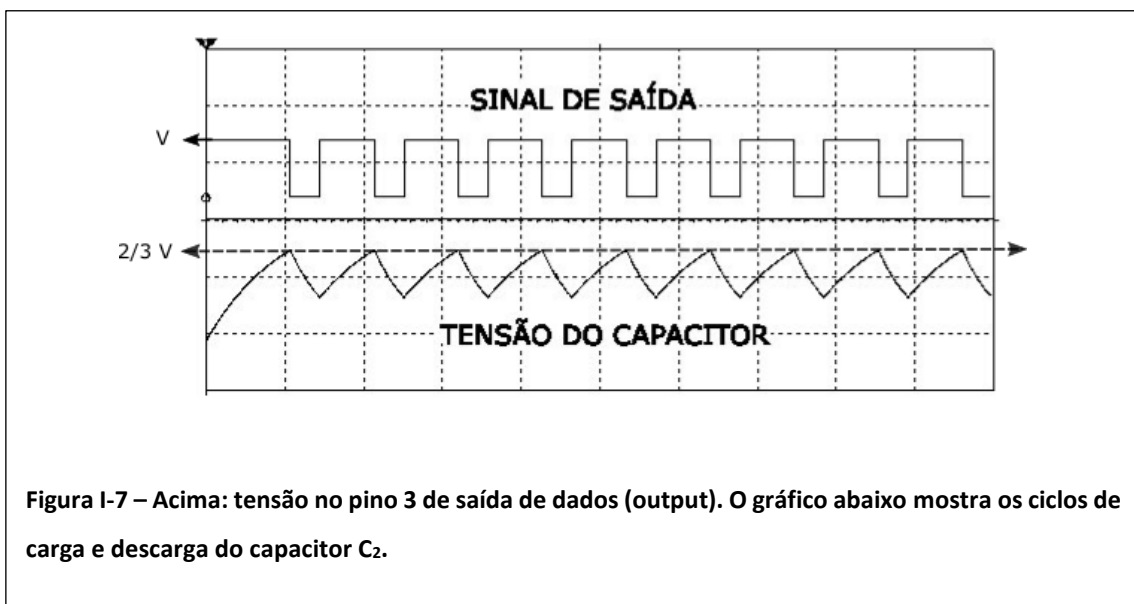 SINAL DE SAÍDA
V
2/3 V
TENSÃO DO CAPACITOR
Figura I-7 – Acima: tensão no pino 3 de saída de dados (output). O gráfico abaixo mostra os ciclos de
carga e descarga do capacitor C₂.